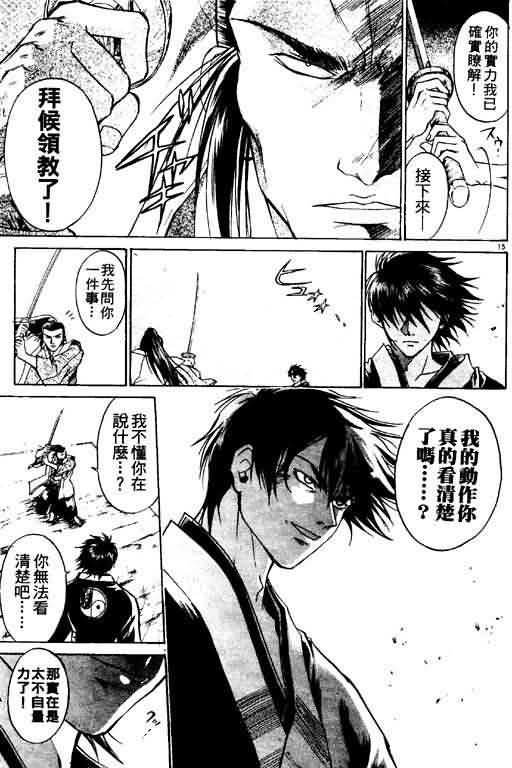 你的實力我已
確實瞭解！
接下來—
拜候領教了！
15
我先問你
一件事…
我的動作你
真的看清楚
了嗎……？
我不懂你在
說什麼…？
你無法看
清楚吧……
那實在是
太不自量
力了！